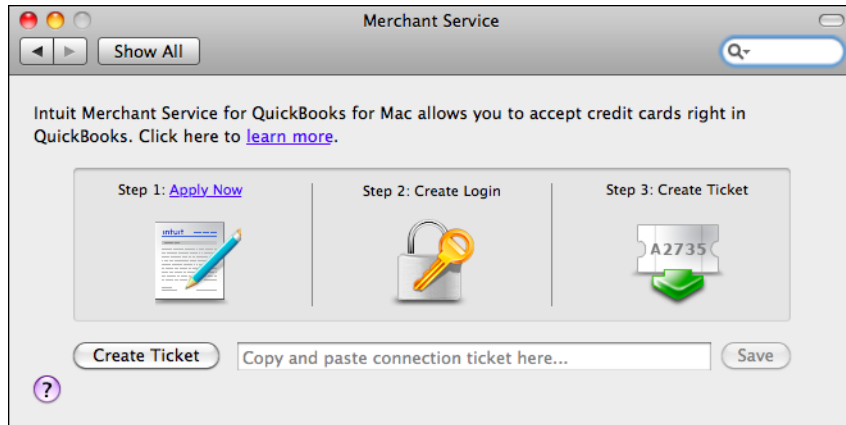 Merchant Service
Show All
Intuit Merchant Service for QuickBooks for Mac allows you to accept credit cards right in
QuickBooks. Click here to learn more.
Step 1: Apply Now
Step 2: Create Login
Step 3: Create Ticket
intuit
A2735
Create Ticket
Copy and paste connection ticket here...
Save
?